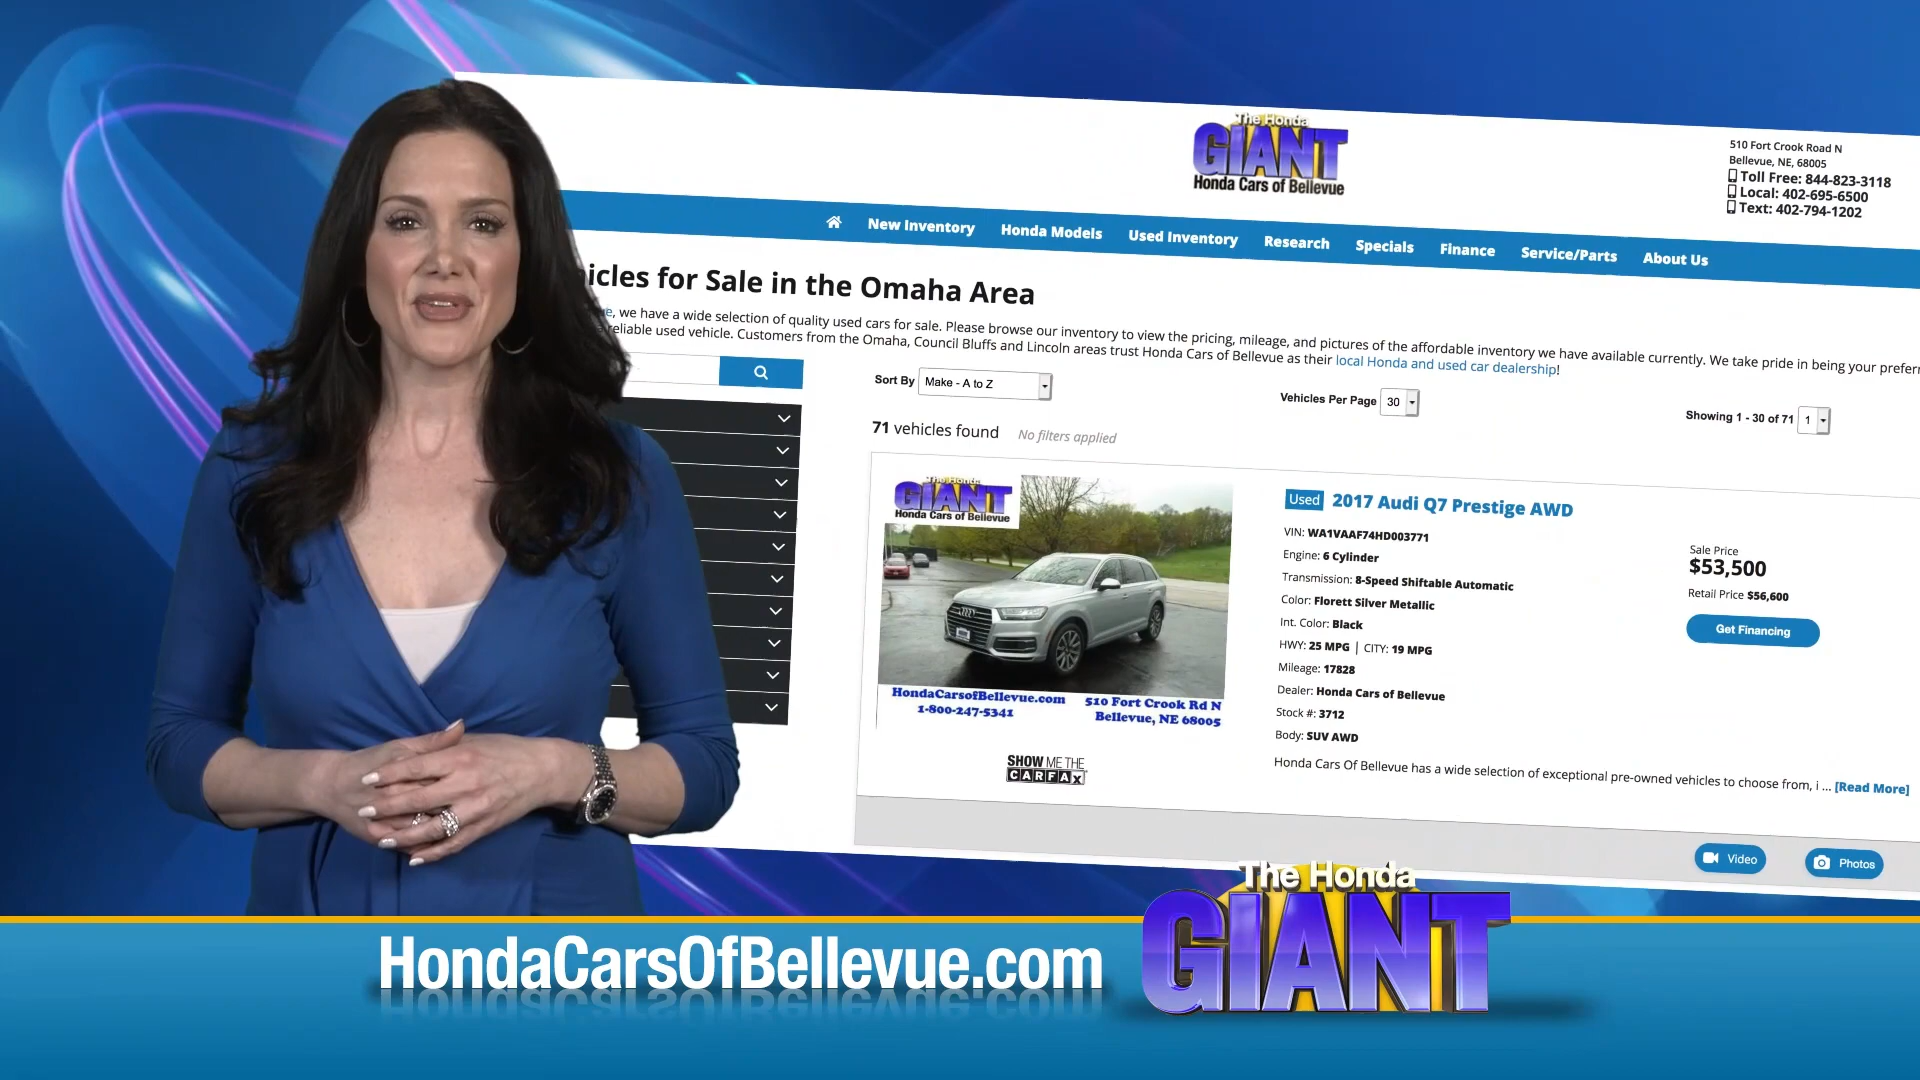 The Honda
GIANT
Honda Cars of Bellevue
510 Fort Crook Road N
Bellevue, NE, 68005
Toll Free: 844-823-3118
Local: 402-695-6500
Text: 402-794-1202
New Inventory Honda Models Used Inventory Research Specials Finance Service/Parts About Us
icles for Sale in the Omaha Area
, we have a wide selection of quality used cars for sale. Please browse our inventory to view the pricing, mileage, and pictures of the affordable inventory we have available currently. We take pride in being your
reliable used vehicle. Customers from the Omaha, Council Bluffs and Lincoln areas trust Honda Cars of Bellevue as their local Honda and used car dealership!
Sort By Make - A to Z
Vehicles Per Page 30
Showing 1 - 30 of 71 1
71 vehicles found No filters applied
The Honda
GIANT
Honda Cars of Bellevue
HondaCarsofBellevue.com
1-800-247-5341
510 Fort Crook Rd N
Bellevue, NE 68005
SHOW ME THE
CARFAX
Used 2017 Audi Q7 Prestige AWD
VIN: WA1VAAF74HD003771
Engine: 6 Cylinder
Transmission: 8-Speed Shiftable Automatic
Color: Florett Silver Metallic
Int. Color: Black
HWY: 25 MPG | CITY: 19 MPG
Mileage: 17828
Dealer: Honda Cars of Bellevue
Stock #: 3712
Body: SUV AWD
Honda Cars Of Bellevue has a wide selection of exceptional pre-owned vehicles to choose from, i ... [Read More]
Sale Price
$53,500
Retail Price $56,600
Get Financing
Video Photos
The Honda
GIANT
HondaCarsOfBellevue.com